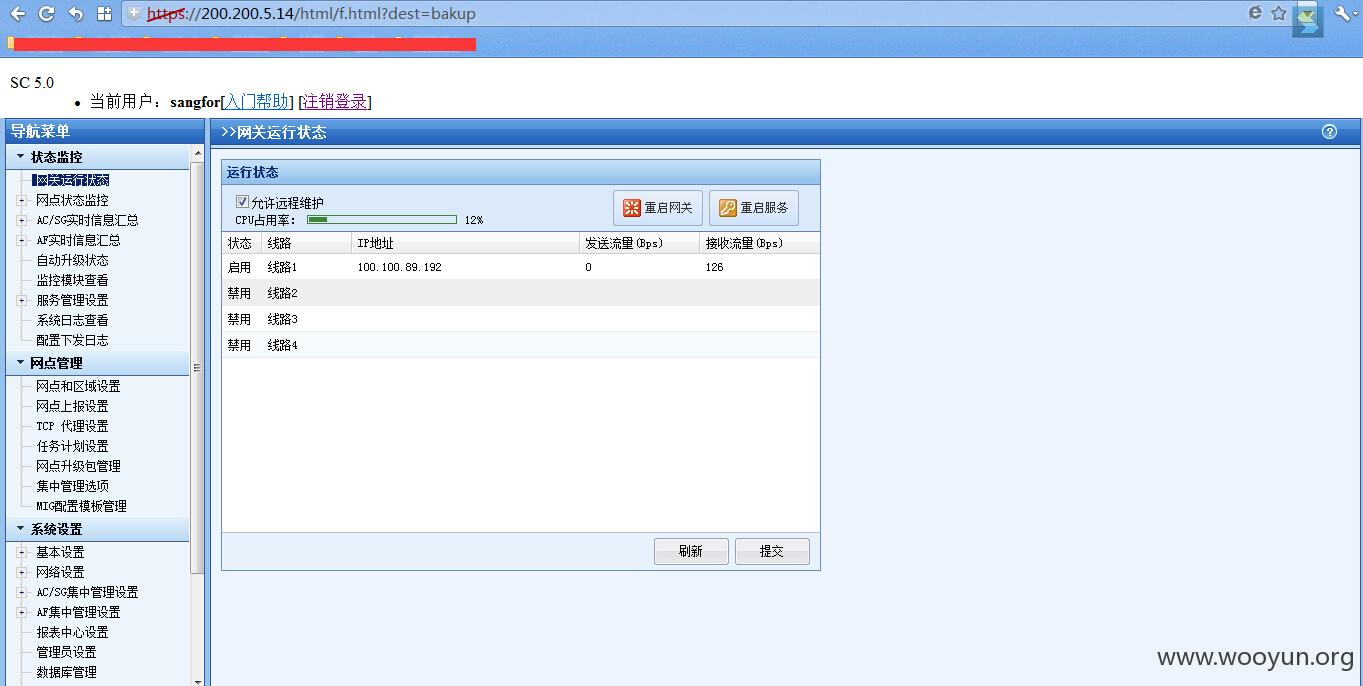 https://200.200.5.14/html/f.html?dest=bakup
SC 5.0
当前用户：sangfor[入门帮助] [注销登录]
导航菜单
>>网关运行状态
状态监控
网关运行状态
网点状态监控
AC/SG实时信息汇总
AF实时信息汇总
自动升级状态
监控模块查看
服务管理设置
系统日志查看
配置下发日志
网点管理
网点和区域设置
网点上报设置
TCP 代理设置
任务计划设置
网点升级包管理
集中管理选项
MIG配置模板管理
系统设置
基本设置
网络设置
AC/SG集中管理设置
AF集中管理设置
报表中心设置
管理员设置
数据库管理
运行状态
允许远程维护
CPU占用率： 12%
重启网关 重启服务
状态 线路 IP地址 发送流量(Bps) 接收流量(Bps)
启用 线路1 100.100.89.192 0 126
禁用 线路2
禁用 线路3
禁用 线路4
刷新 提交
www.wooyun.org